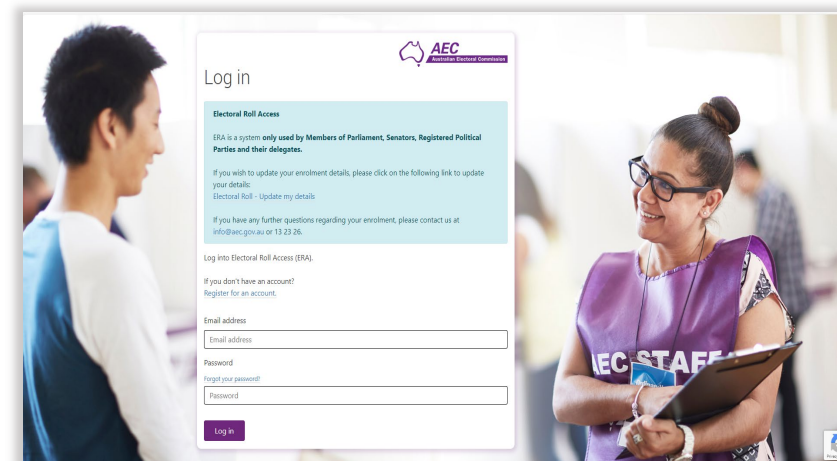 AEC
Australian Electoral Commission
Log in
Electoral Roll Access
ERA is a system only used by Members of Parliament, Senators, Registered Political
Parties and their delegates.
If you wish to update your enrolment details, please click on the following link to update
your details:
Electoral Roll - Update my details
If you have any further questions regarding your enrolment, please contact us at
info@aec.gov.au or 13 23 26.
Log into Electoral Roll Access (ERA).
If you don't have an account?
Register for an account.
Email address
Email address
Password
Forgot your password?
Password
Log in
AEC STAFF